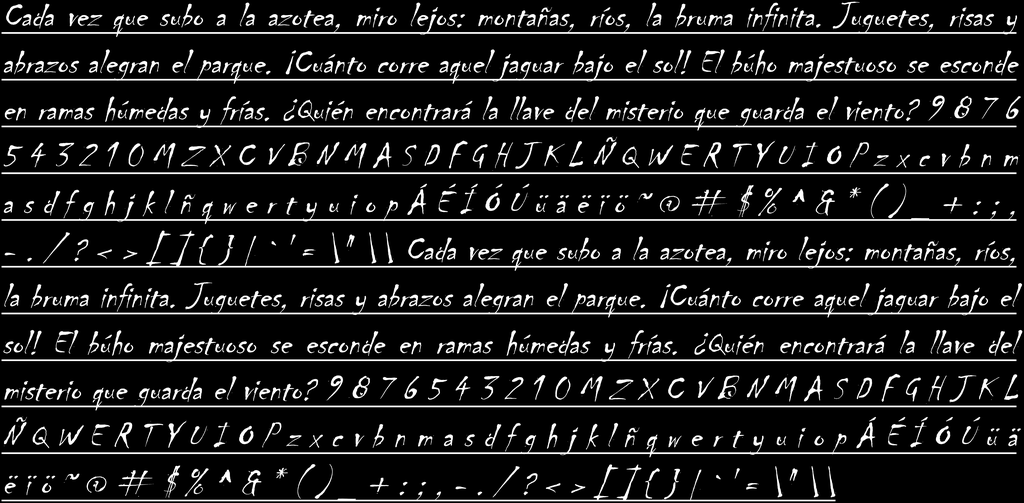 Cada vez que subo a la azotea, miro lejos: montañas, ríos, la bruma infinita. Juguetes, risas y
abrazos alegran el parque. ¡Cuánto corre aquel jaguar bajo el sol! El búho majestuoso se esconde
en ramas húmedas y frías. ¿Quién encontrará la llave del misterio que guarda el viento? 9 8 7 6
5 4 3 2 1 0 M Z X C V B N M A S D F G H J K L Ñ Q W E R T Y U I O P z x c v b n m
a s d f g h j k l ñ q w e r t y u i o p Á É Í Ó Ú ü ä ë ï ö ~ @ # $ % ^ & * ( ) _ + : ; ,
- . / ? < > [ ] { } | ` ' = \ " \ \ Cada vez que subo a la azotea, miro lejos: montañas, ríos,
la bruma infinita. Juguetes, risas y abrazos alegran el parque. ¡Cuánto corre aquel jaguar bajo el
sol! El búho majestuoso se esconde en ramas húmedas y frías. ¿Quién encontrará la llave del
misterio que guarda el viento? 9 8 7 6 5 4 3 2 1 0 M Z X C V B N M A S D F G H J K L
Ñ Q W E R T Y U I O P z x c v b n m a s d f g h j k l ñ q w e r t y u i o p Á É Í Ó Ú ü ä
ë ï ö ~ @ # $ % ^ & * ( ) _ + : ; , - . / ? < > [ ] { } | ` ' = \ " \ \